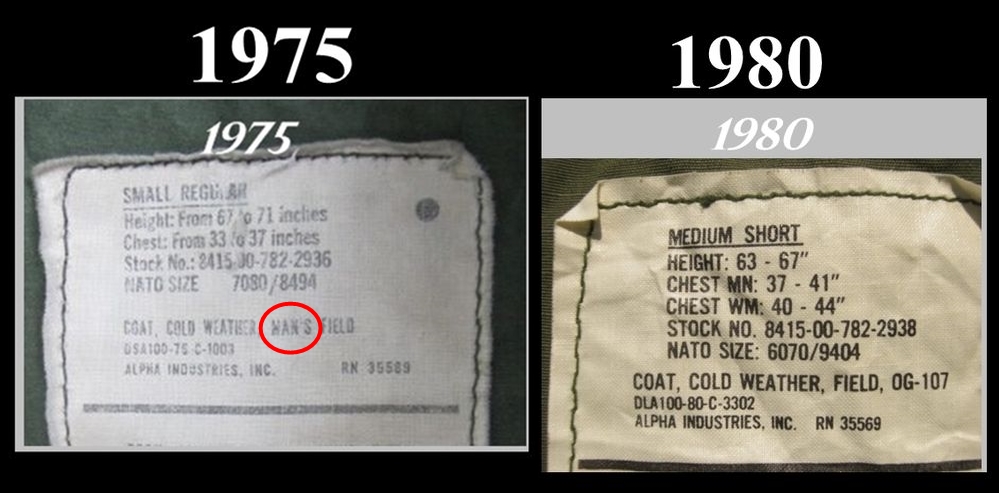 1975
1975
SMALL REGULAR
Height: From 67 to 71 inches
Chest: From 33 to 37 inches
Stock No.: 8415-00-782-2936
NATO SIZE 7080/8494
COAT, COLD WEATHER, MAN'S FIELD
DSA100-75-C-1003
ALPHA INDUSTRIES, INC. RN 35569
1980
1980
MEDIUM SHORT
HEIGHT: 63 - 67"
CHEST MN: 37 - 41"
CHEST WM: 40 - 44"
STOCK NO. 8415-00-782-2938
NATO SIZE: 6070/9404
COAT, COLD WEATHER, FIELD, OG-107
DLA100-80-C-3302
ALPHA INDUSTRIES, INC. RN 35569